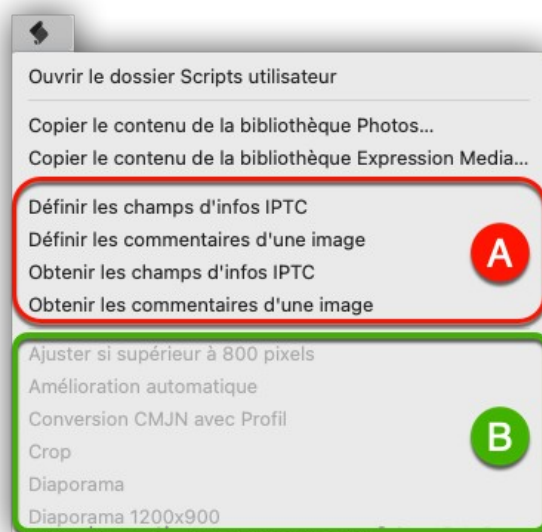 Ouvrir le dossier Scripts utilisateur
Copier le contenu de la bibliothèque Photos...
Copier le contenu de la bibliothèque Expression Media...
Définir les champs d'infos IPTC
Définir les commentaires d'une image
A
Obtenir les champs d'infos IPTC
Obtenir les commentaires d'une image
Ajuster si supérieur à 800 pixels
Amélioration automatique
Conversion CMJN avec Profil
B
Crop
Diaporama
Diaporama 1200x900